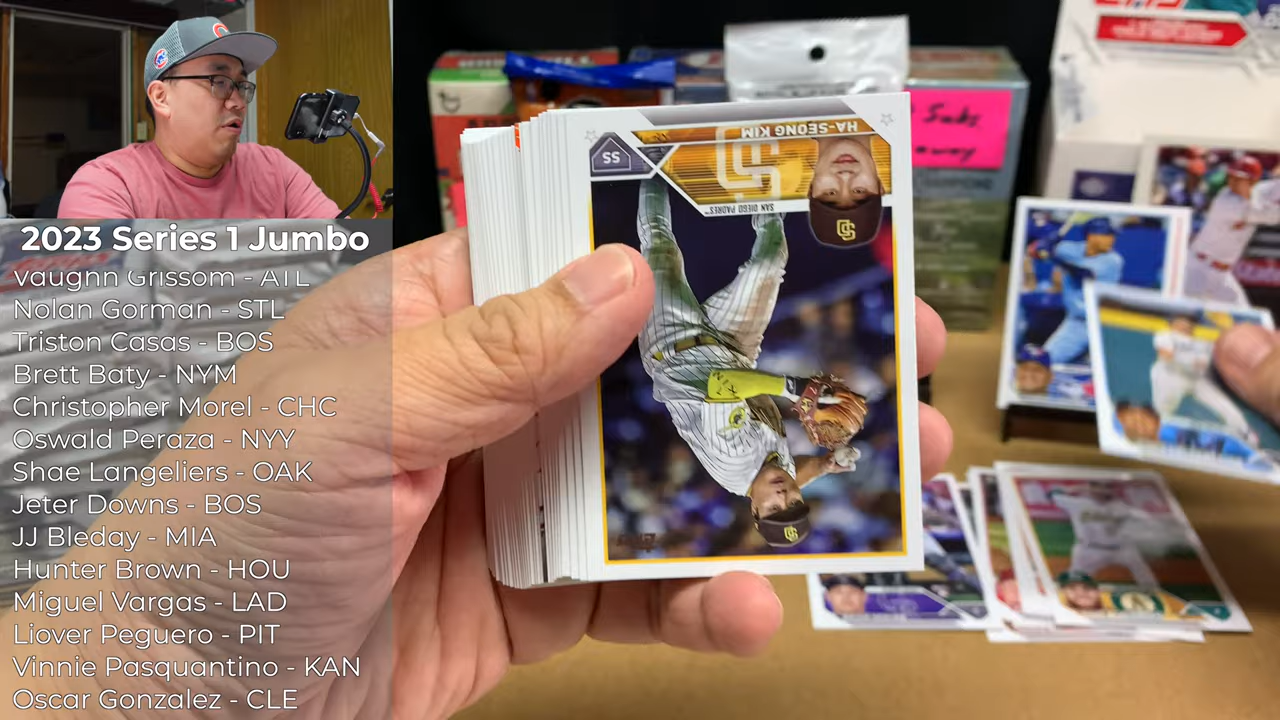 2023 Series 1 Jumbo
Vaughn Grissom - ATL
Nolan Gorman - STL
Triston Casas - BOS
Brett Baty - NYM
Christopher Morel - CHC
Oswald Peraza - NYY
Shae Langeliers - OAK
Jeter Downs - BOS
JJ Bleday - MIA
Hunter Brown - HOU
Miguel Vargas - LAD
Liover Peguero - PIT
Vinnie Pasquantino - KAN
Oscar Gonzalez - CLE
HA-SEONG KIM
SAN DIEGO PADRES
SS